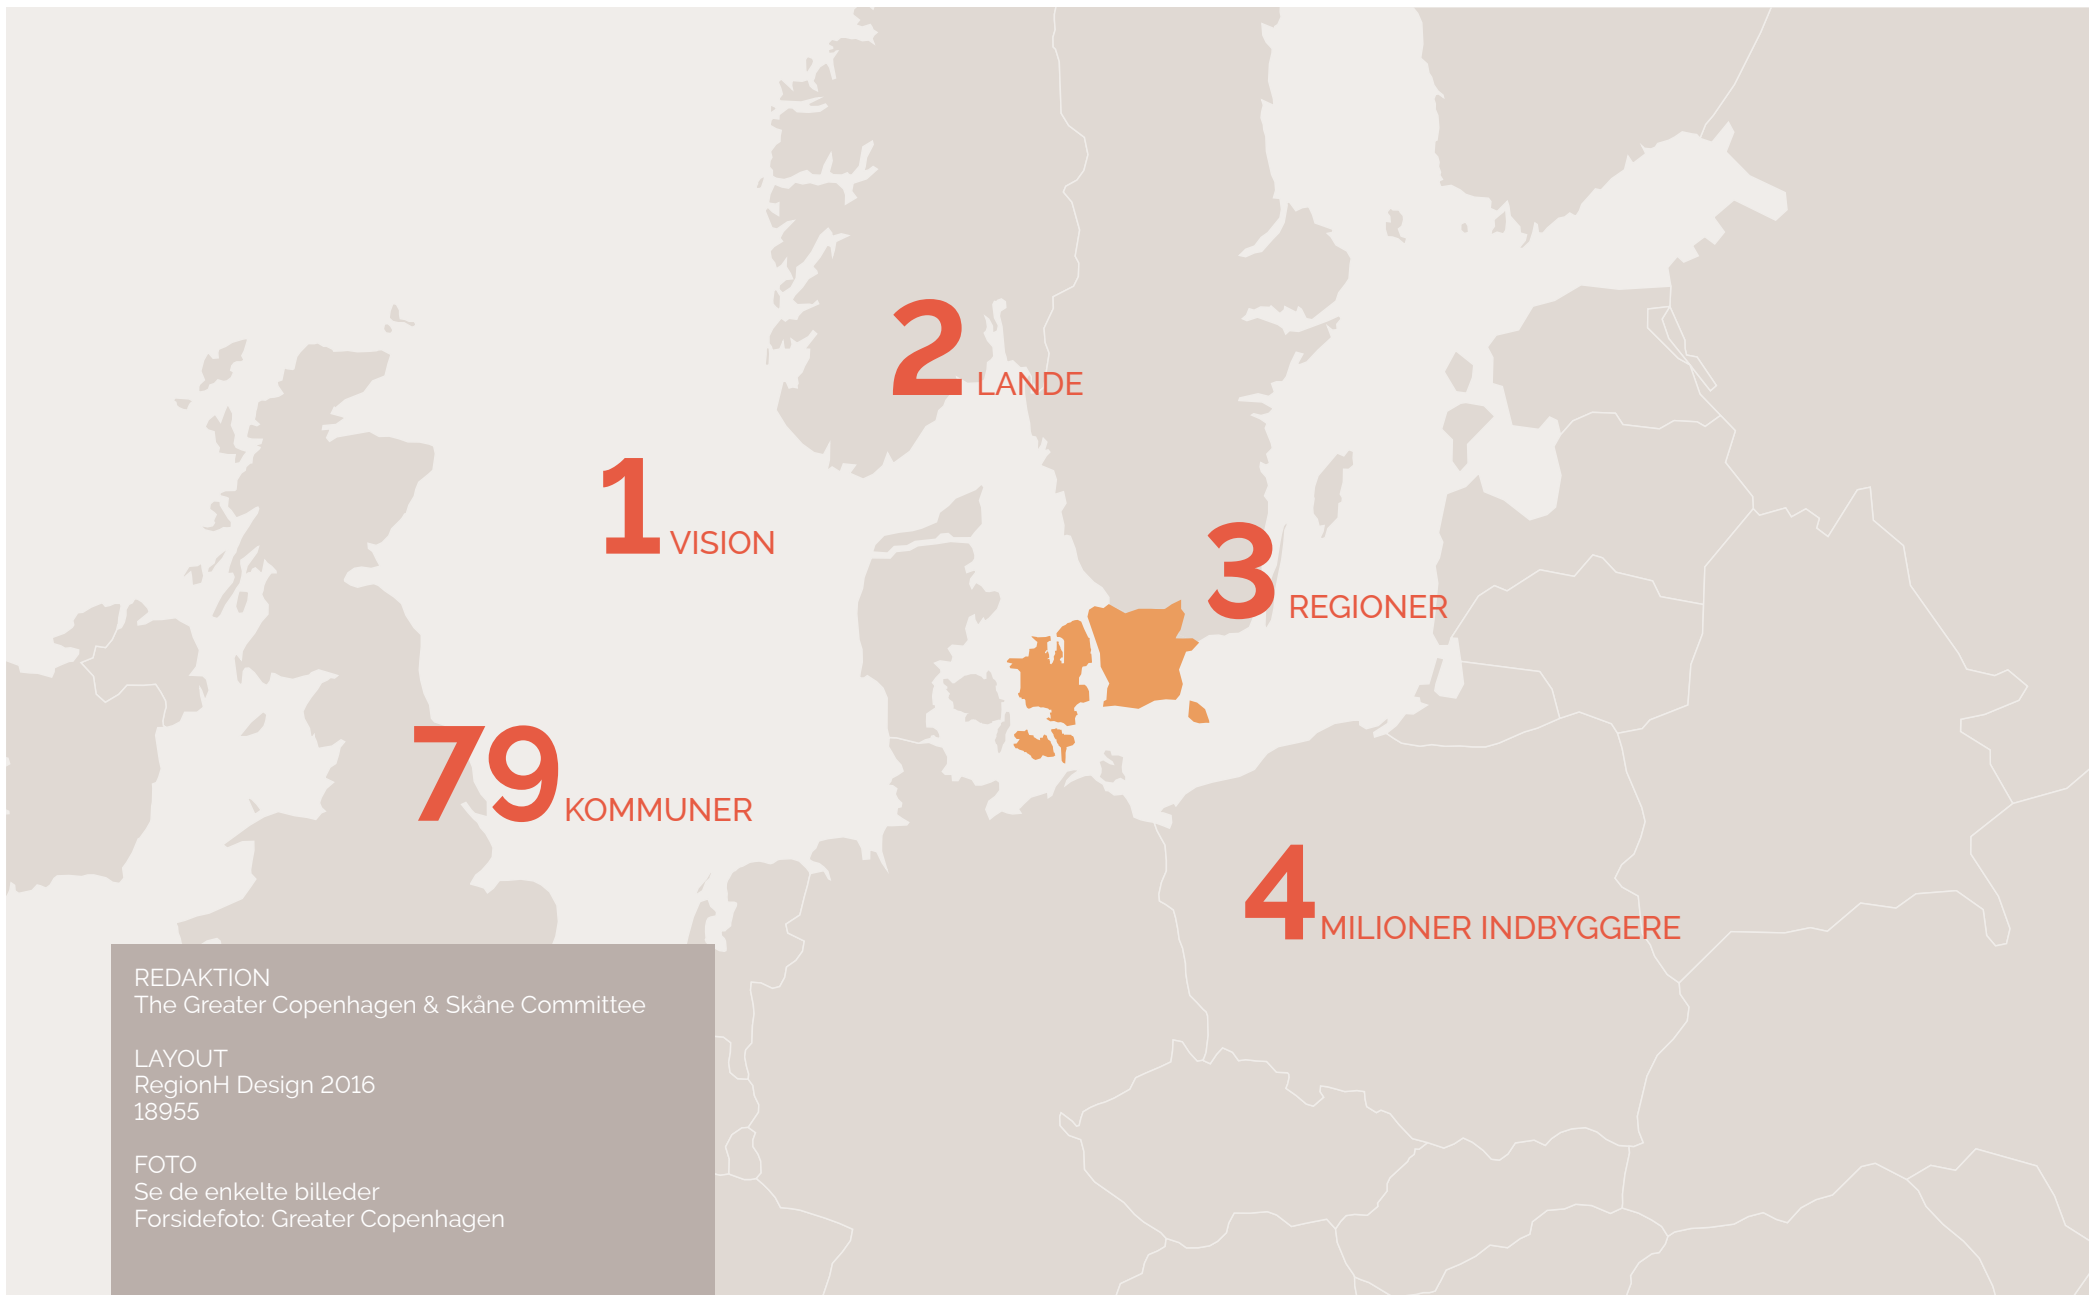 2 LANDE
1 VISION
3 REGIONER
79 KOMMUNER
4 MILIONER INDBYGGERE
REDAKTION
The Greater Copenhagen & Skåne Committee
LAYOUT
RegionH Design 2016
18955
FOTO
Se de enkelte billeder
Forsidefoto: Greater Copenhagen